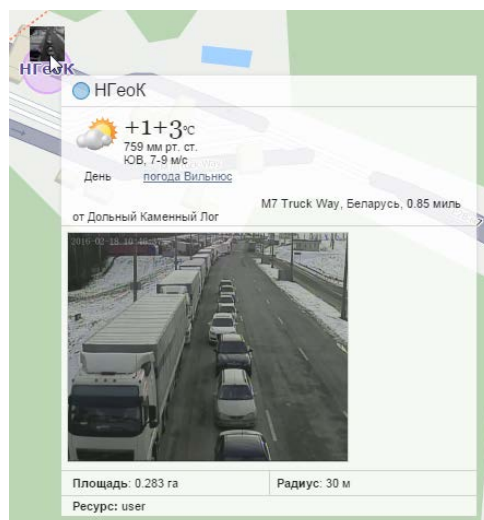 НГеоК
НГеоК
+1+3°C
759 мм рт. ст.
ЮВ, 7-9 м/с
День погода Вильнюс
M7 Truck Way, Беларусь, 0.85 миль
от Дольный Каменный Лог
Площадь: 0.283 га
Радиус: 30 м
Ресурс: user